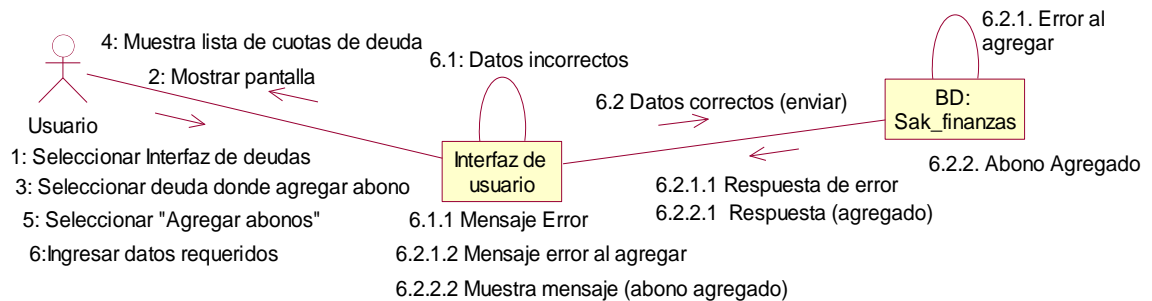 4: Muestra lista de cuotas de deuda
2: Mostrar pantalla
Usuario
1: Seleccionar Interfaz de deudas
3: Seleccionar deuda donde agregar abono
5: Seleccionar "Agregar abonos"
6:Ingresar datos requeridos
6.1: Datos incorrectos
Interfaz de
usuario
6.1.1 Mensaje Error
6.2.1.2 Mensaje error al agregar
6.2.2.2 Muestra mensaje (abono agregado)
6.2 Datos correctos (enviar)
6.2.1.1 Respuesta de error
6.2.2.1 Respuesta (agregado)
6.2.1. Error al
agregar
BD:
Sak_finanzas
6.2.2. Abono Agregado